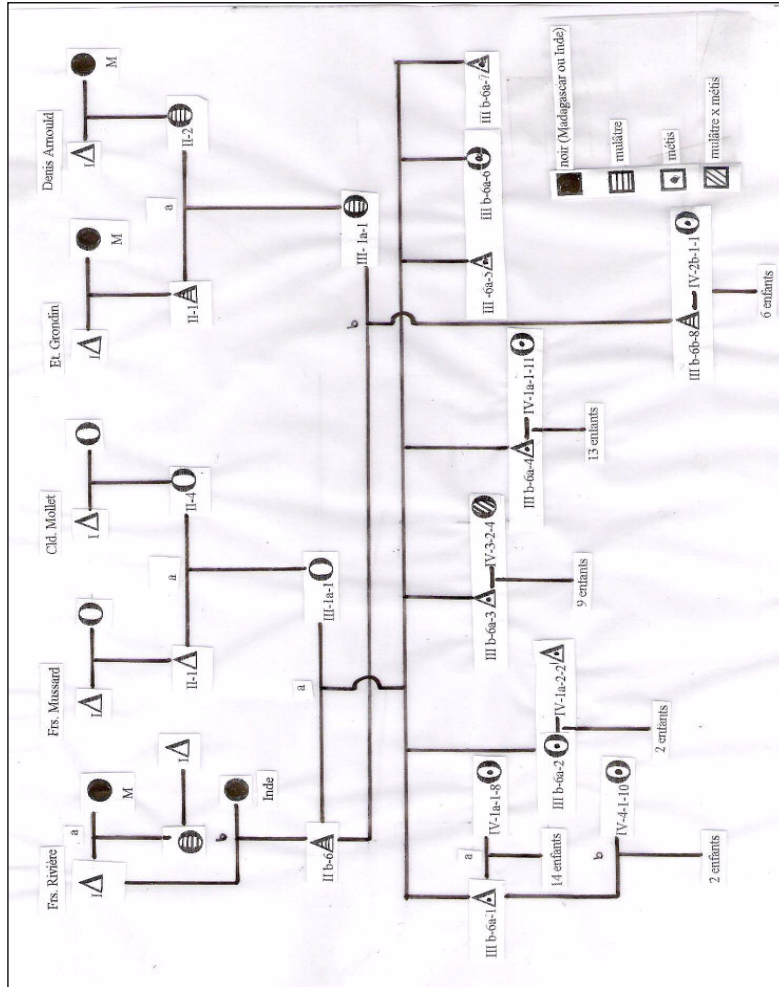 Frs. Rivière
Frs. Mussard
Cld. Mollet
Et. Grondin
Denis Arnould
I
a
M
I
I
I
I
M
I
M
b
Inde
II-1
a
II-4
II-1
a
II-2
II b-6
a
III-1a-1
b
III- 1a-1
III b-6a-1
a
IV-1a-1-8
14 enfants
b
IV-4-1-10
2 enfants
III b-6a-2
IV-1a-2-2
2 enfants
III b-6a-3
IV-3-2-4
9 enfants
III b-6a-4
IV-1a-1-11
13 enfants
III -6a-5
iII b-6a-6
iII b-6a-7
III b-6b-8
IV-2b-1-1
6 enfants
noir (Madagascar ou Inde)
mulâtre
métis
mulâtre x métis